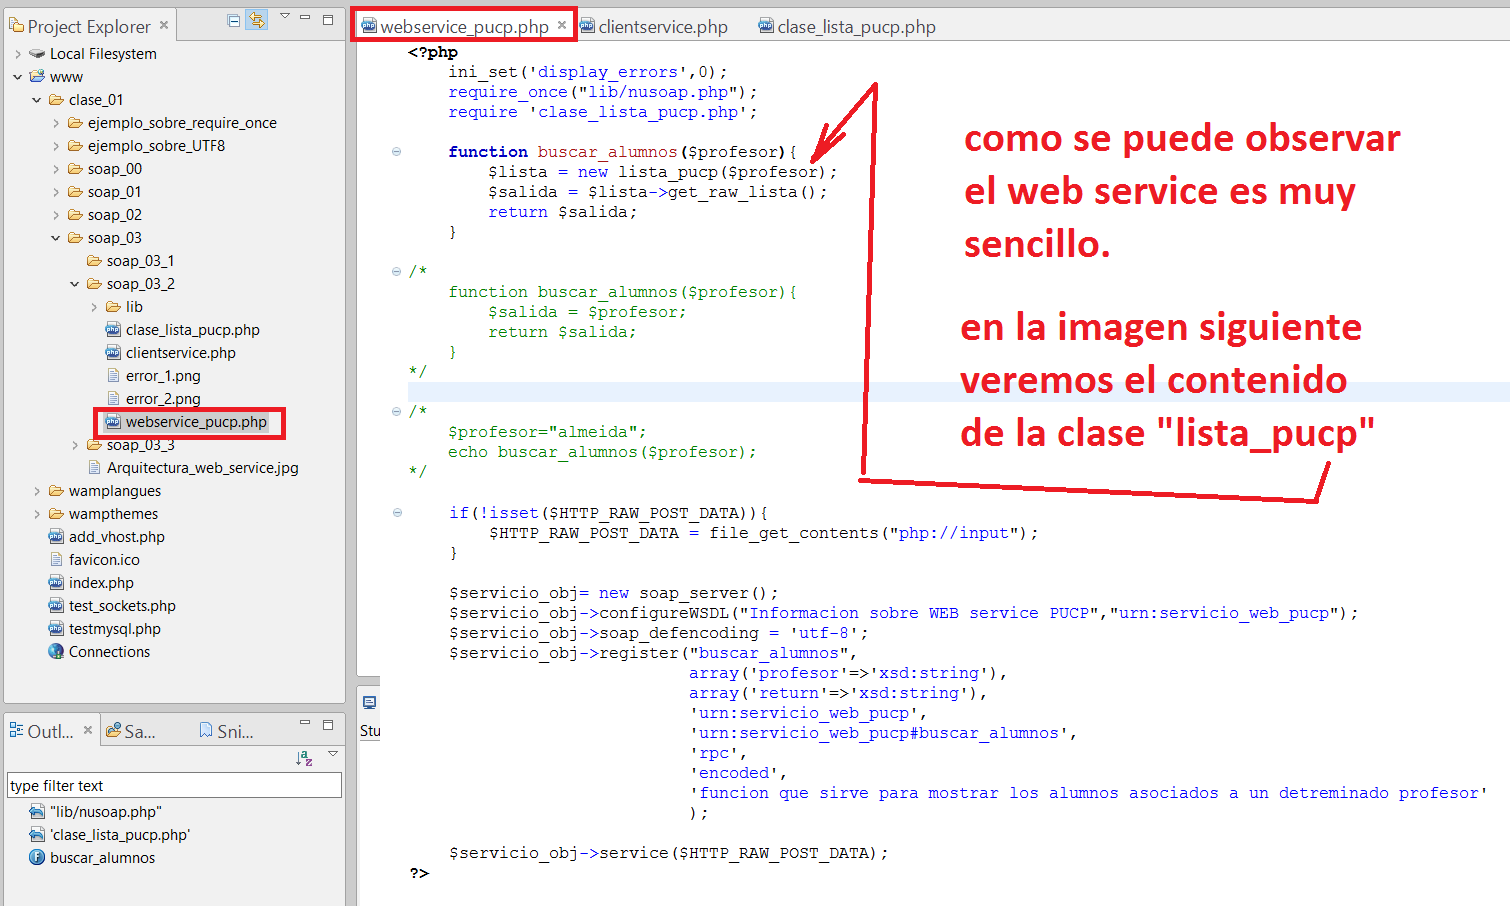 Project Explorer
Local Filesystem
www
clase_01
ejemplo_sobre_require_once
ejemplo_sobre_UTF8
soap_00
soap_01
soap_02
soap_03
soap_03_1
soap_03_2
lib
clase_lista_pucp.php
clientservice.php
error_1.png
error_2.png
webservice_pucp.php
soap_03_3
Arquitectura_web_service.jpg
wamplangues
wampthemes
add_vhost.php
favicon.ico
index.php
test_sockets.php
testmysql.php
Connections
Outl... Sa... Sni...
type filter text
"lib/nusoap.php"
'clase_lista_pucp.php'
buscar_alumnos
webservice_pucp.php clientservice.php clase_lista_pucp.php
<?php
ini_set('display_errors',0);
require_once("lib/nusoap.php");
require 'clase_lista_pucp.php';
function buscar_alumnos($profesor){
$lista = new lista_pucp($profesor);
$salida = $lista->get_raw_lista();
return $salida;
}
/*
function buscar_alumnos($profesor){
$salida = $profesor;
return $salida;
}
*/
/*
$profesor="almeida";
echo buscar_alumnos($profesor);
*/
if(!isset($HTTP_RAW_POST_DATA)){
$HTTP_RAW_POST_DATA = file_get_contents("php://input");
}
$servicio_obj= new soap_server();
$servicio_obj->configureWSDL("Informacion sobre WEB service PUCP","urn:servicio_web_pucp");
$servicio_obj->soap_defencoding = 'utf-8';
$servicio_obj->register("buscar_alumnos",
array('profesor'=>'xsd:string'),
array('return'=>'xsd:string'),
'urn:servicio_web_pucp',
'urn:servicio_web_pucp#buscar_alumnos',
'rpc',
'encoded',
'funcion que sirve para mostrar los alumnos asociados a un detreminado profesor'
);
$servicio_obj->service($HTTP_RAW_POST_DATA);
?>
Stu
como se puede observar
el web service es muy
sencillo.
en la imagen siguiente
veremos el contenido
de la clase "lista_pucp"